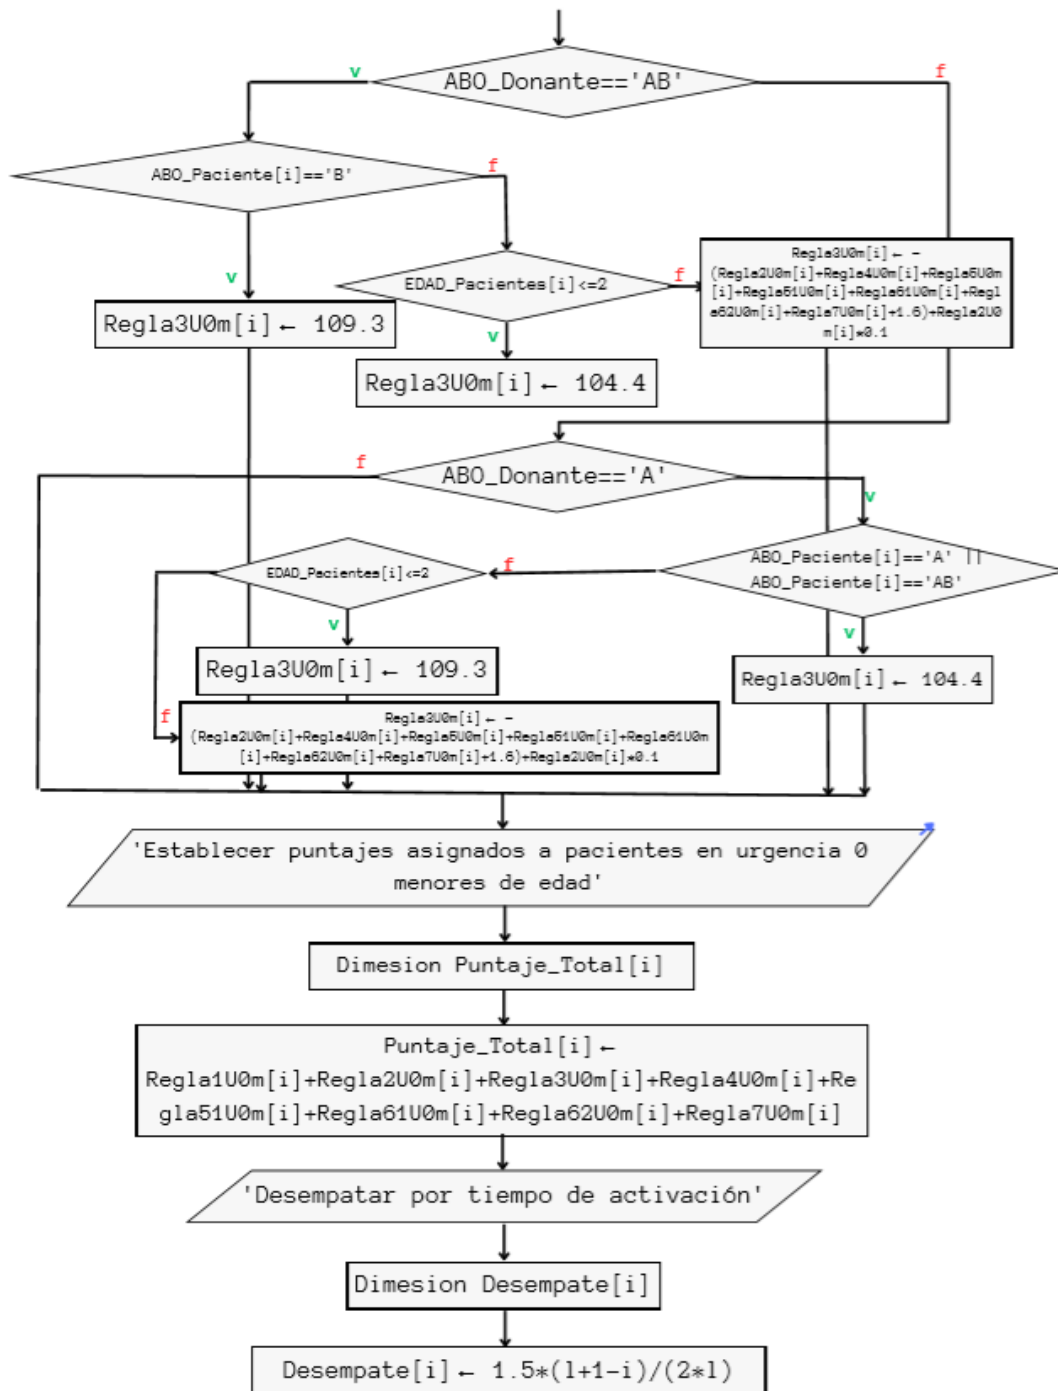 ABO_Donante=='AB'
v
f
ABO_Paciente[i]=='B'
f
v
EDAD_Pacientes[i]<=2
f
v
Regla3U0m[i] ← -
(Regla2U0m[i]+Regla4U0m[i]+Regla5U0m
[i]+Regla51U0m[i]+Regla61U0m[i]+Regl
a62U0m[i]+Regla7U0m[i]+1.6)+Regla2U0
m[i]*0.1
Regla3U0m[i] ← 109.3
Regla3U0m[i] ← 104.4
ABO_Donante=='A'
f
v
ABO_Paciente[i]=='A' ||
ABO_Paciente[i]=='AB'
f
v
EDAD_Pacientes[i]<=2
v
f
Regla3U0m[i] ← 109.3
Regla3U0m[i] ← 104.4
Regla3U0m[i] ← -
(Regla2U0m[i]+Regla4U0m[i]+Regla5U0m[i]+Regla51U0m[i]+Regla61U0m
[i]+Regla62U0m[i]+Regla7U0m[i]+1.6)+Regla2U0m[i]*0.1
'Establecer puntajes asignados a pacientes en urgencia 0
menores de edad'
Dimesion Puntaje_Total[i]
Puntaje_Total[i] ←
Regla1U0m[i]+Regla2U0m[i]+Regla3U0m[i]+Regla4U0m[i]+Re
gla51U0m[i]+Regla61U0m[i]+Regla62U0m[i]+Regla7U0m[i]
'Desempatar por tiempo de activación'
Dimesion Desempate[i]
Desempate[i] ← 1.5*(l+1-i)/(2*l)